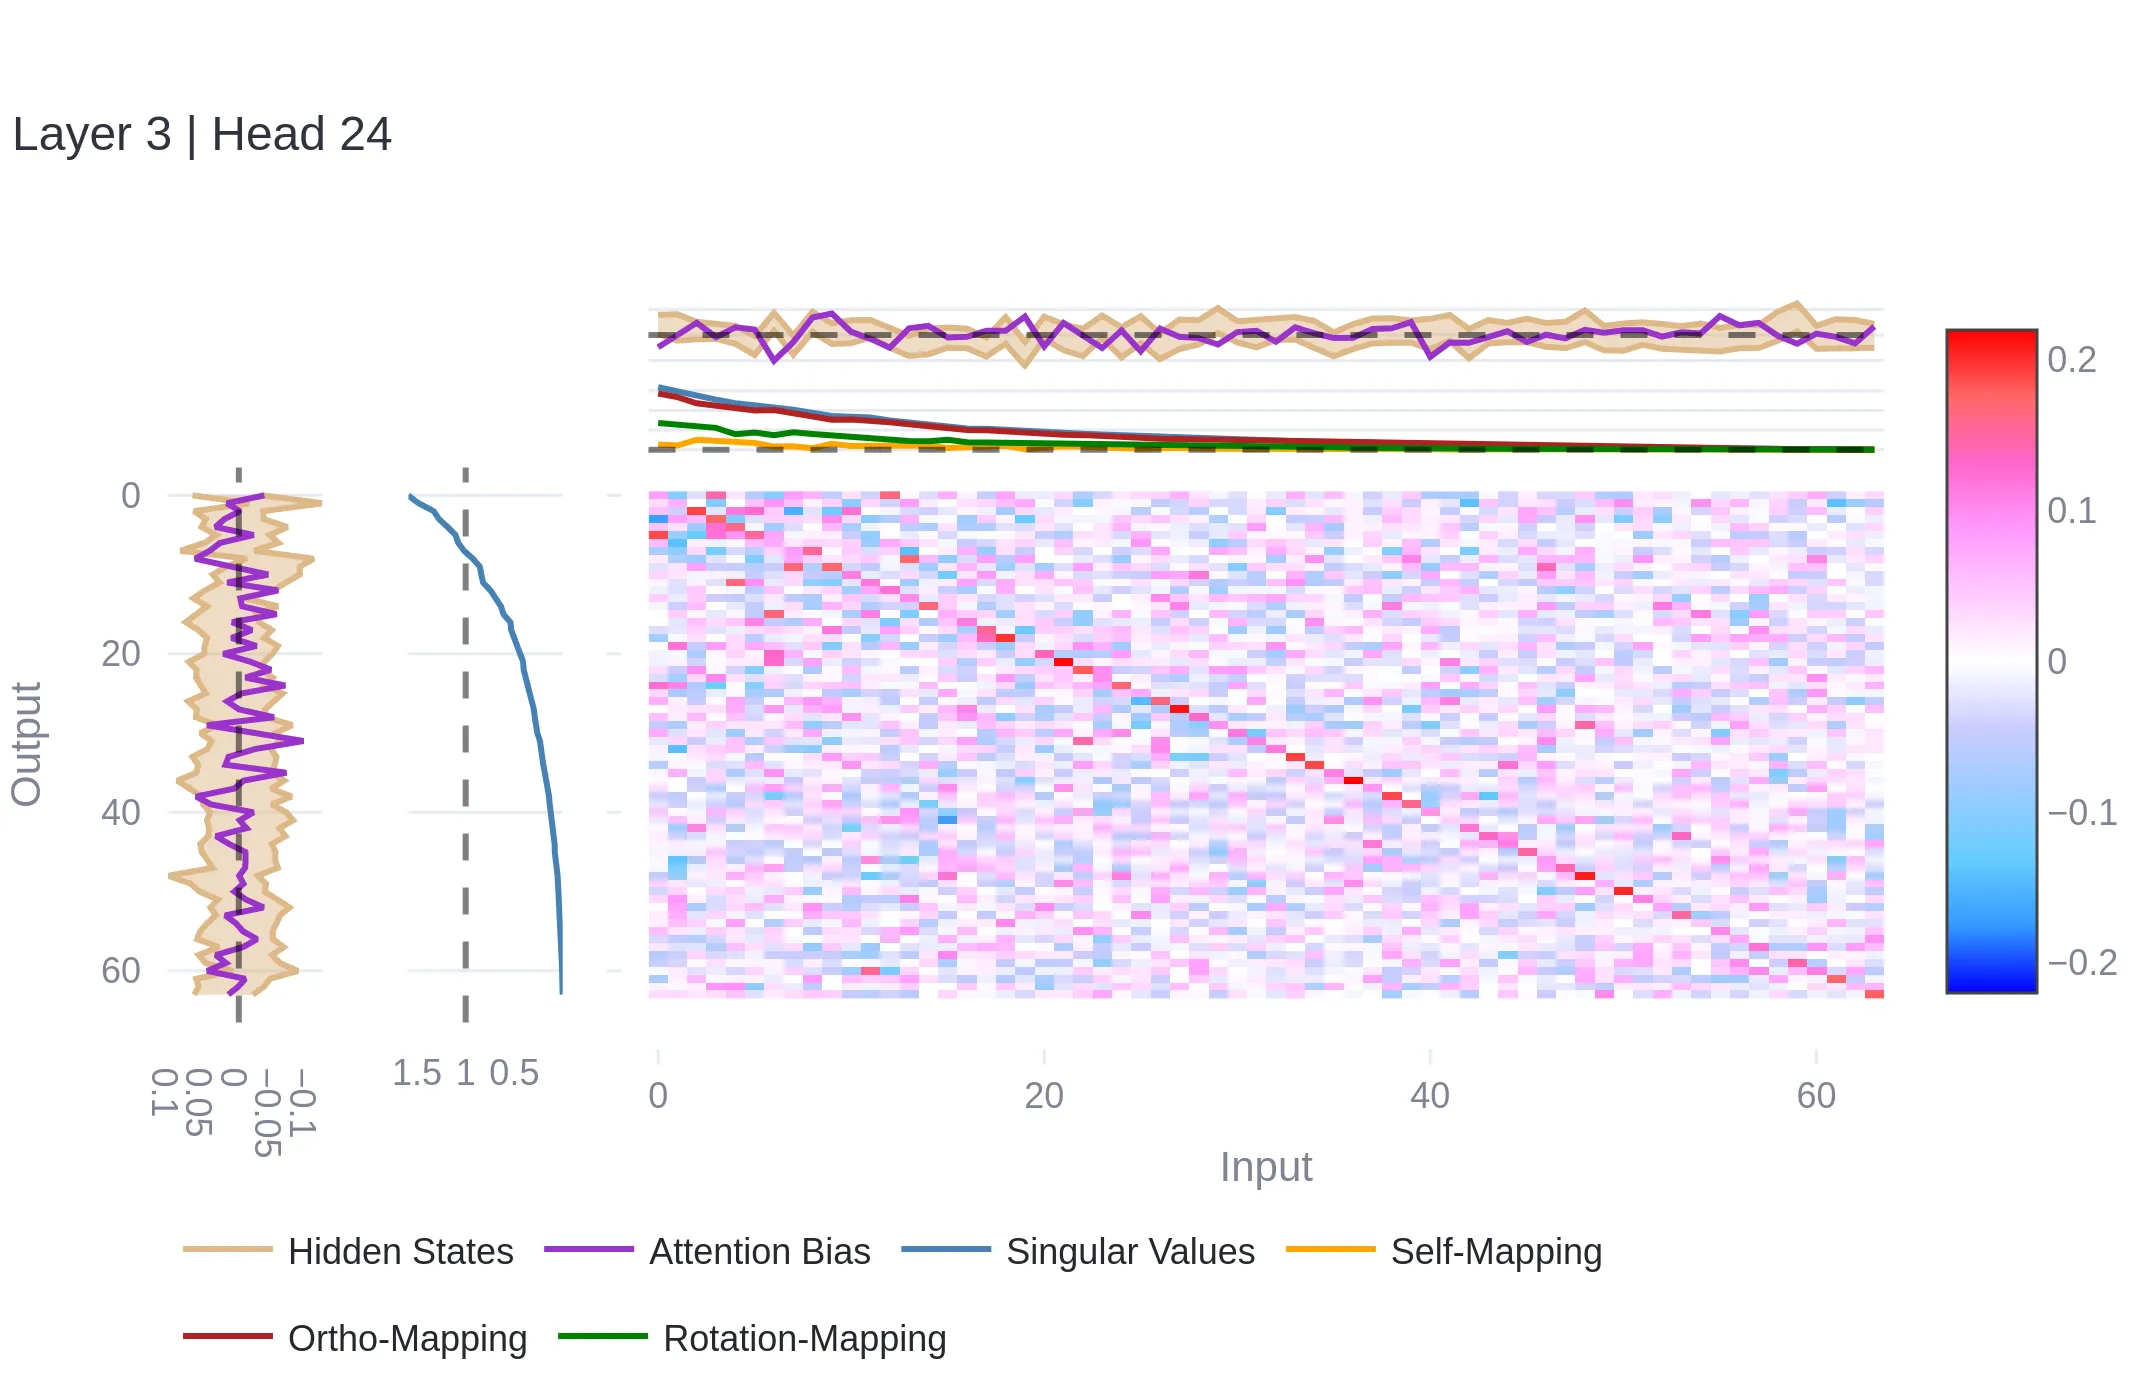 Layer 3 | Head 24
0.2
0.1
0
−0.1
−0.2
Output
0
20
40
60
0.1
0.05
0
−0.05
−0.1
1.5 1 0.5
0 20 40 60
Input
Hidden States Attention Bias Singular Values Self-Mapping
Ortho-Mapping Rotation-Mapping